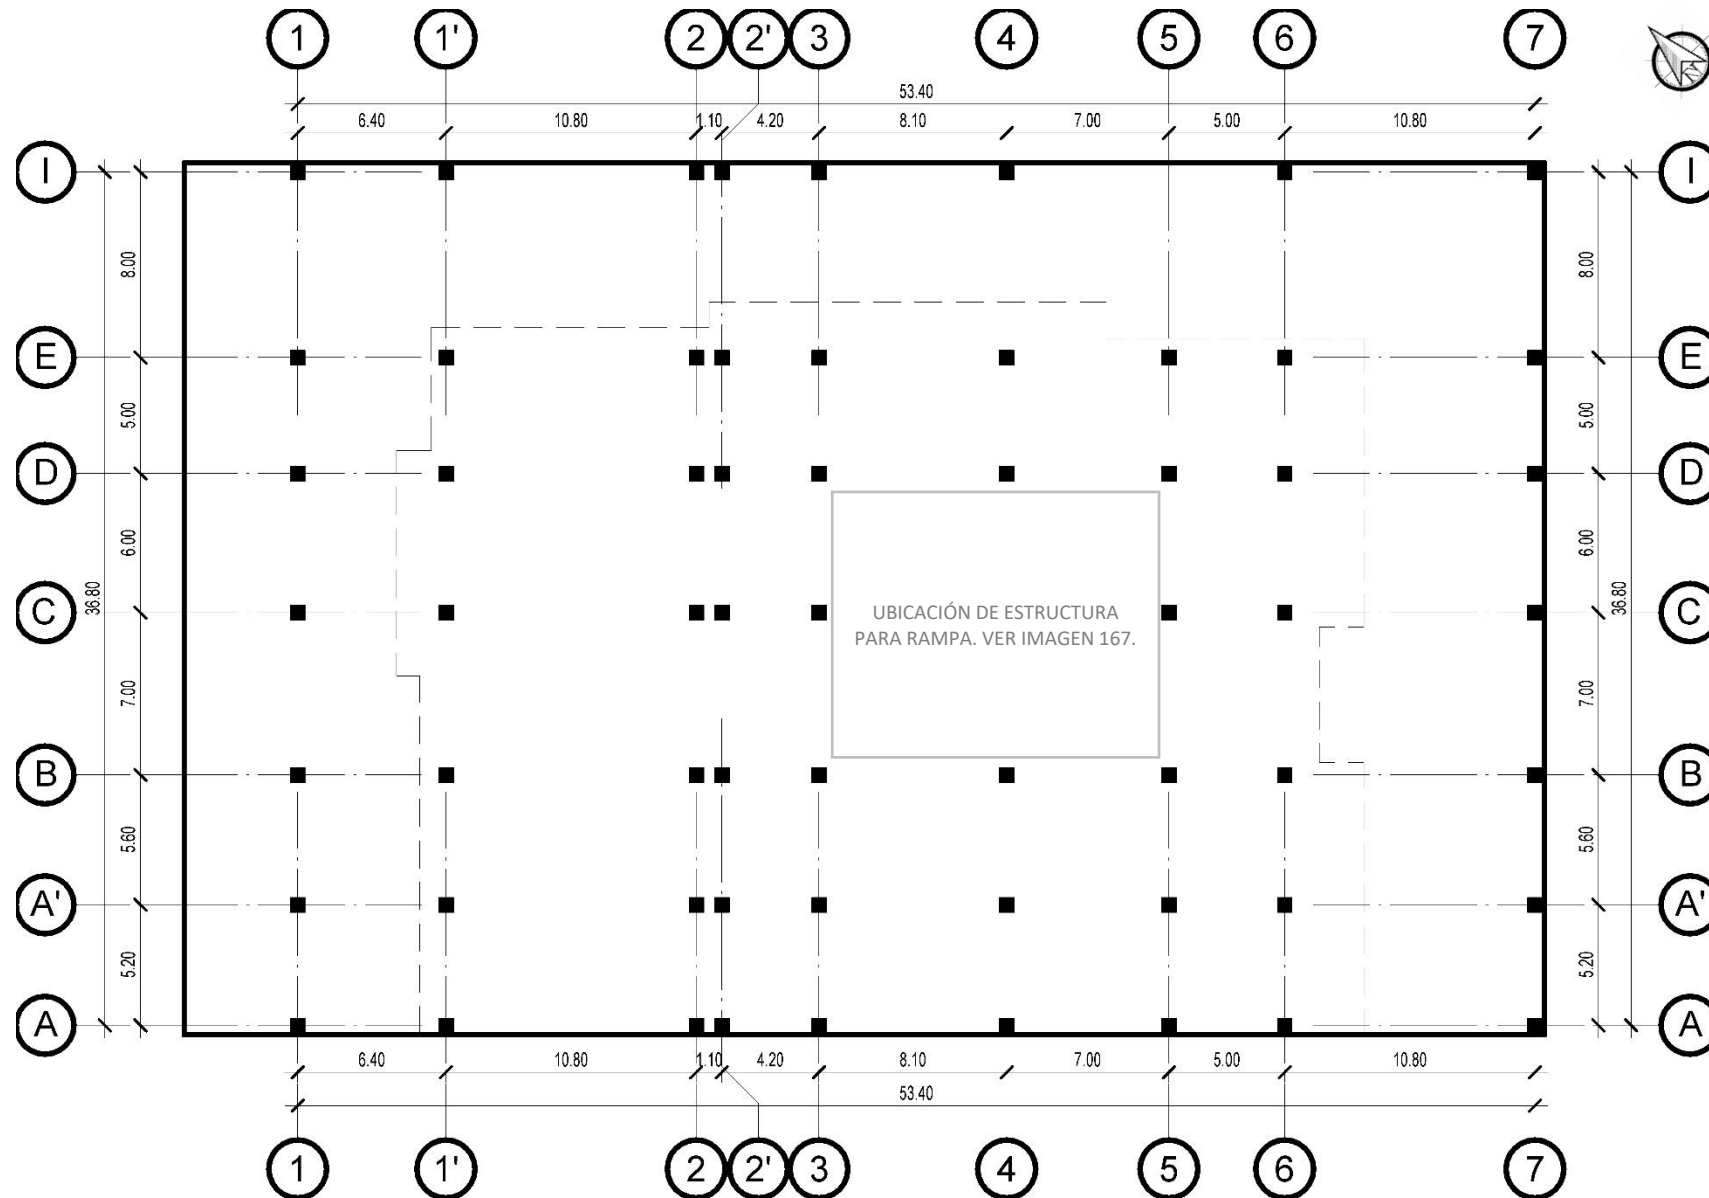 1 1' 2 2' 3 4 5 6 7
53.40
6.40 10.80 1.10 4.20 8.10 7.00 5.00 10.80
I I
8.00 8.00
E E
5.00 5.00
D D
6.00 6.00
36.80 36.80
C C
UBICACIÓN DE ESTRUCTURA
PARA RAMPA. VER IMAGEN 167.
7.00 7.00
B B
5.60 5.60
A' A'
5.20 5.20
A A
6.40 10.80 1.10 4.20 8.10 7.00 5.00 10.80
53.40
1 1' 2 2' 3 4 5 6 7